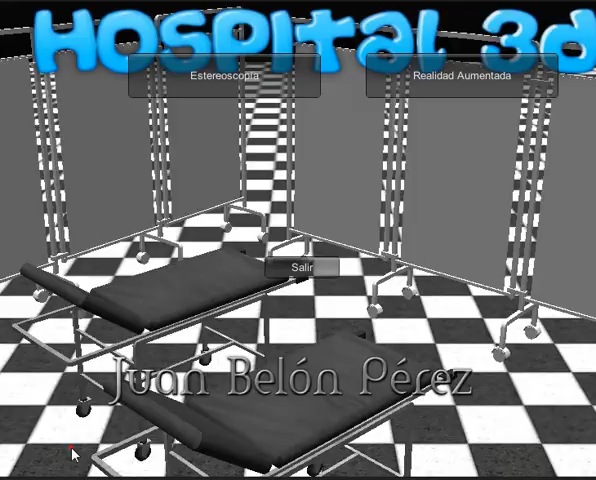 HOSPITAL 3d
Estereoscopía
Realidad Aumentada
Salir
Juan Belón Pérez